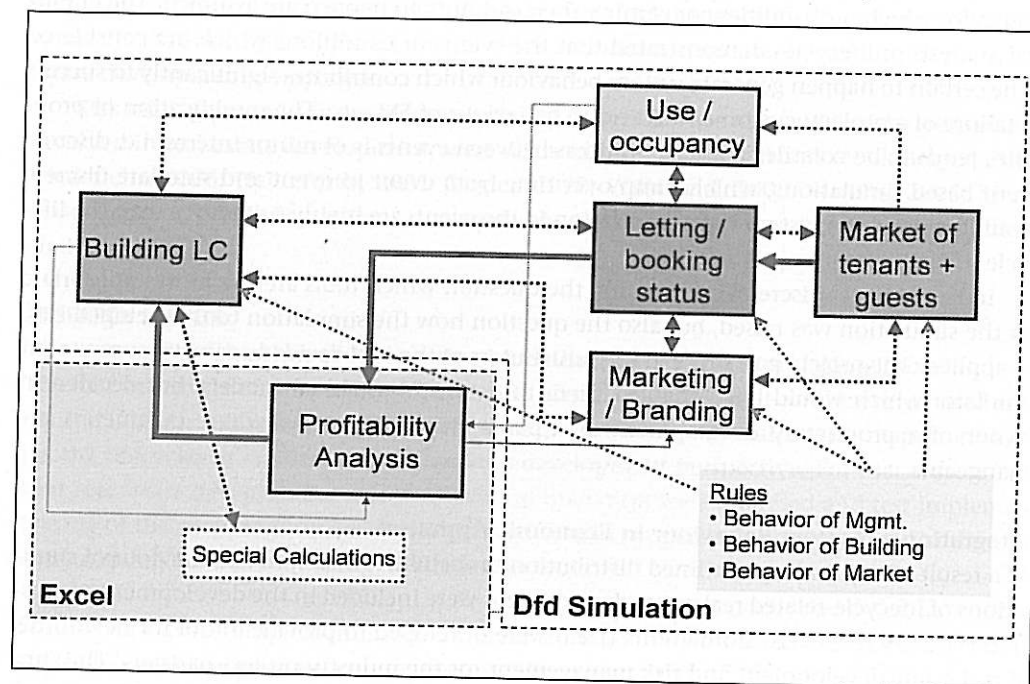 Use /
occupancy
Building LC
Letting /
booking
status
Market of
tenants +
guests
Marketing
/ Branding
Profitability
Analysis
Rules
• Behavior of Mgmt.
• Behavior of Building
• Behavior of Market
Special Calculations
Excel
Dfd Simulation